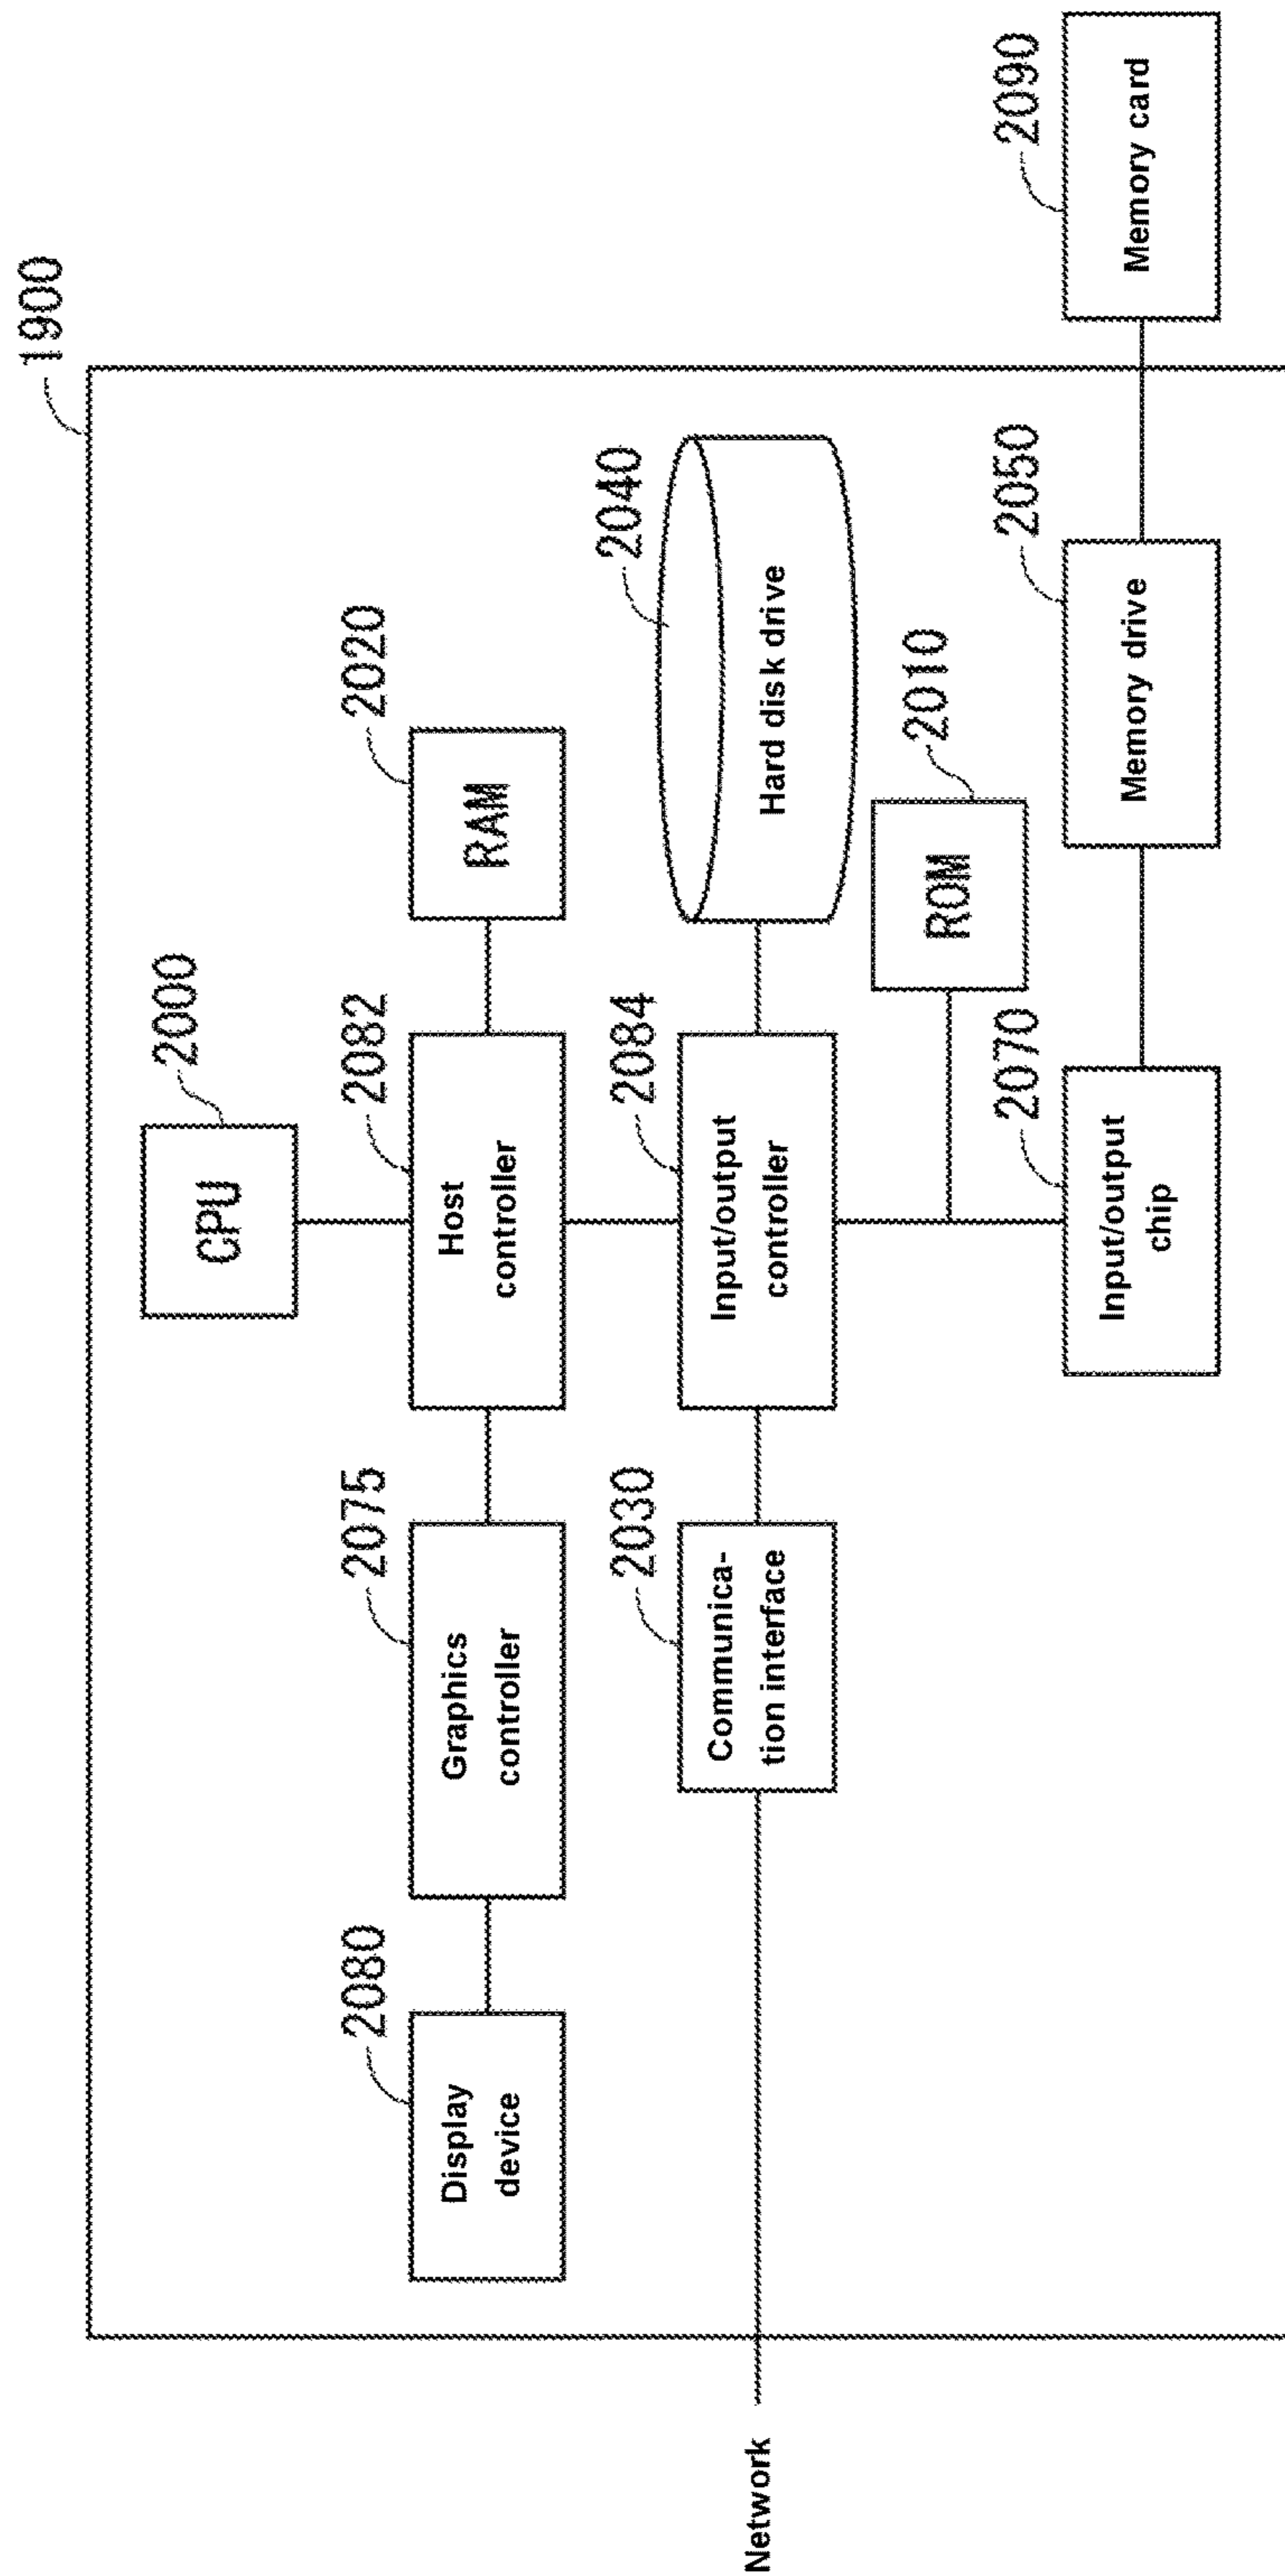 1900
2000
CPU
2080
2075
2082
2020
Display
device
Graphics
controller
Host
controller
RAM
2030
2084
2040
Network
Communica-
tion interface
Input/output
controller
Hard disk drive
2010
ROM
2070
2050
2090
Input/output
chip
Memory drive
Memory card